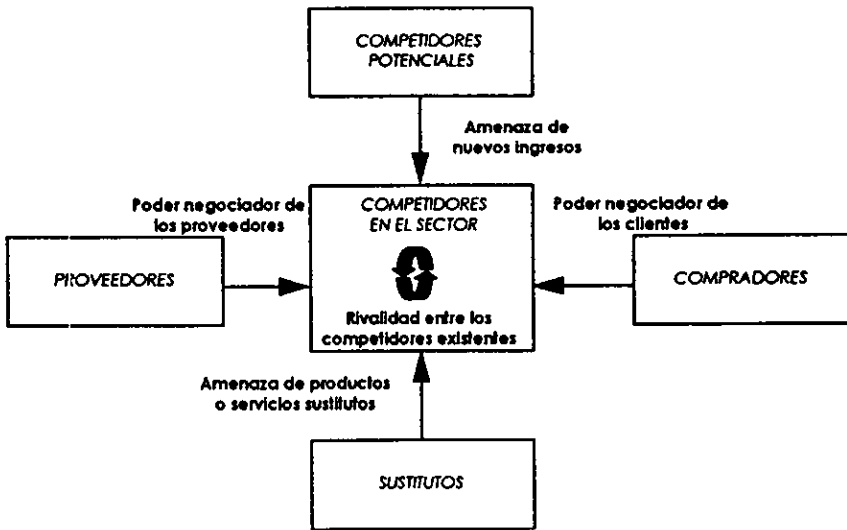 COMPETIDORES
POTENCIALES
Amenaza de
nuevos ingresos
Poder negociador de
los proveedores
COMPETIDORES
EN EL SECTOR
Poder negociador de
los clientes
PROVEEDORES
COMPRADORES
Rivalidad entre los
competidores existentes
Amenaza de productos
o servicios sustitutos
SUSTITUTOS